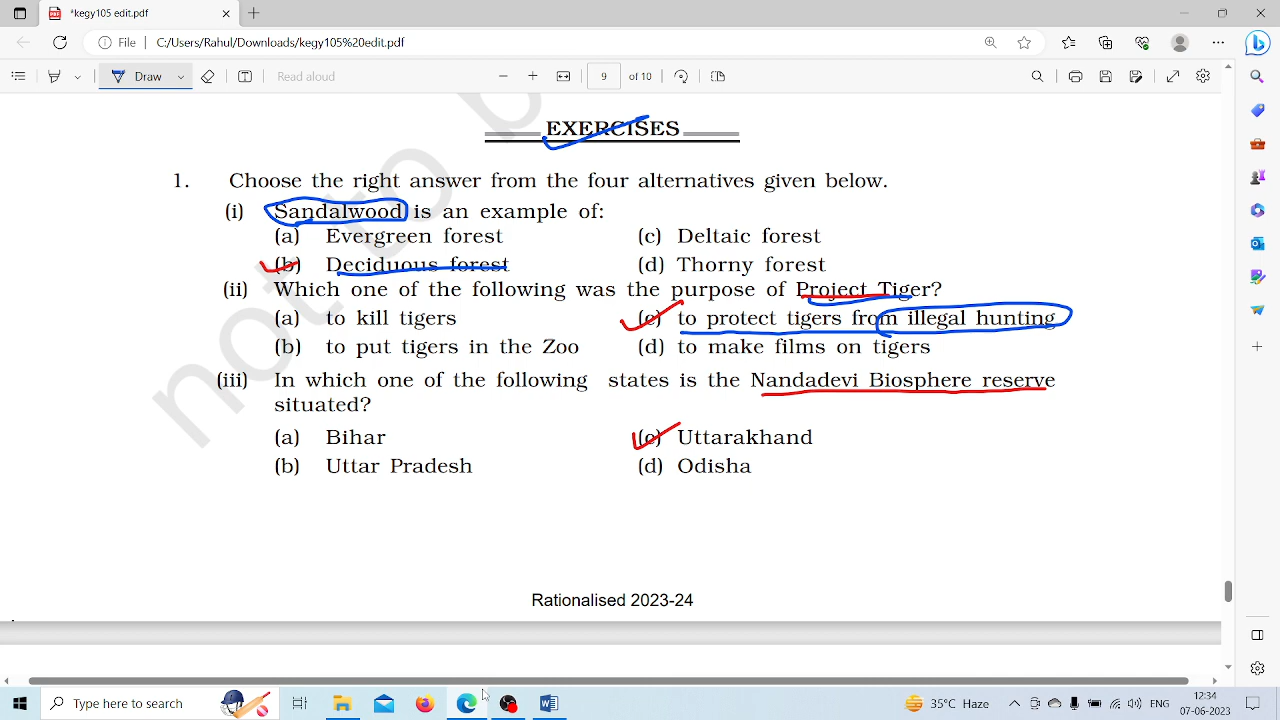 *kegy105 edit.pdf
File C:/Users/Rahul/Downloads/kegy105%20edit.pdf
Draw Read aloud 9 of 10
EXERCISES
1. Choose the right answer from the four alternatives given below.
(i) Sandalwood is an example of:
(a) Evergreen forest (c) Deltaic forest
(b) Deciduous forest (d) Thorny forest
(ii) Which one of the following was the purpose of Project Tiger?
(a) to kill tigers (c) to protect tigers from illegal hunting
(b) to put tigers in the Zoo (d) to make films on tigers
(iii) In which one of the following states is the Nandadevi Biosphere reserve
situated?
(a) Bihar (c) Uttarakhand
(b) Uttar Pradesh (d) Odisha
not to b
Rationalised 2023-24
Type here to search 35°C Haze ENG 12:34
07-06-2023